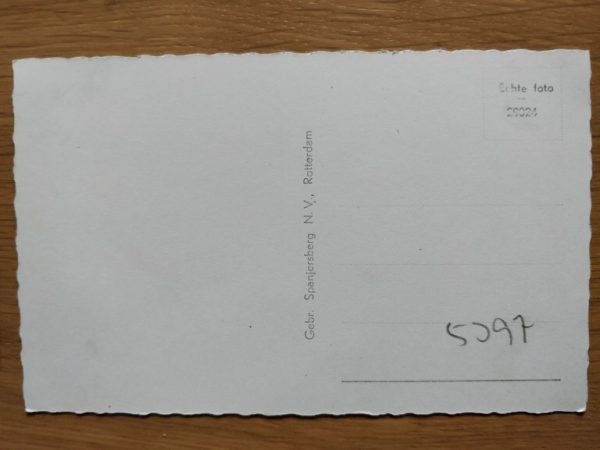 Echte foto
Gebr. Spanjersberg N.V., Rotterdam
5097